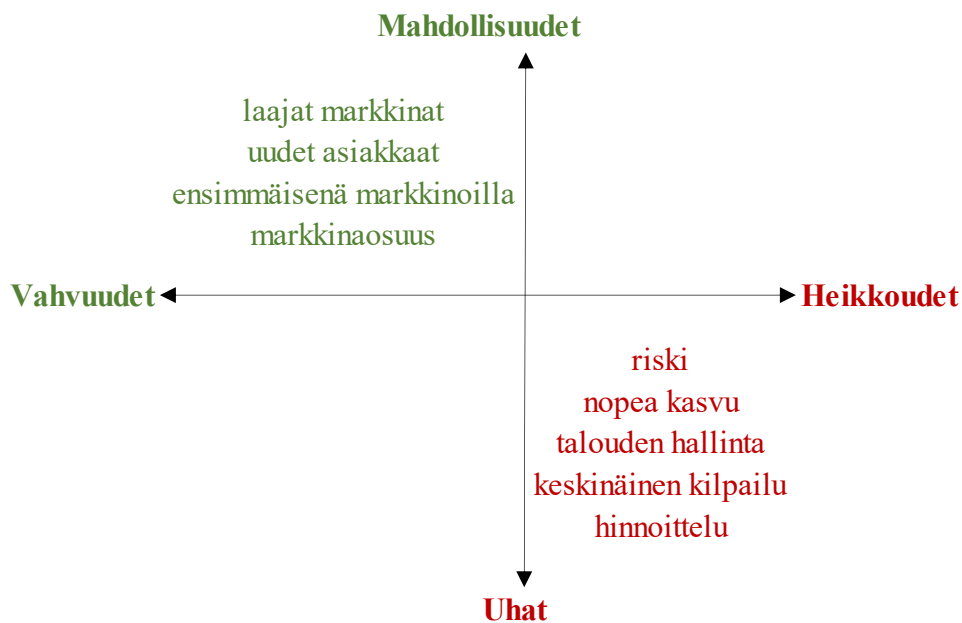 Mahdollisuudet
laajat markkinat
uudet asiakkaat
ensimmäisenä markkinoilla
markkinaosuus
Vahvuudet
Heikkoudet
riski
nopea kasvu
talouden hallinta
keskinäinen kilpailu
hinnoittelu
Uhat